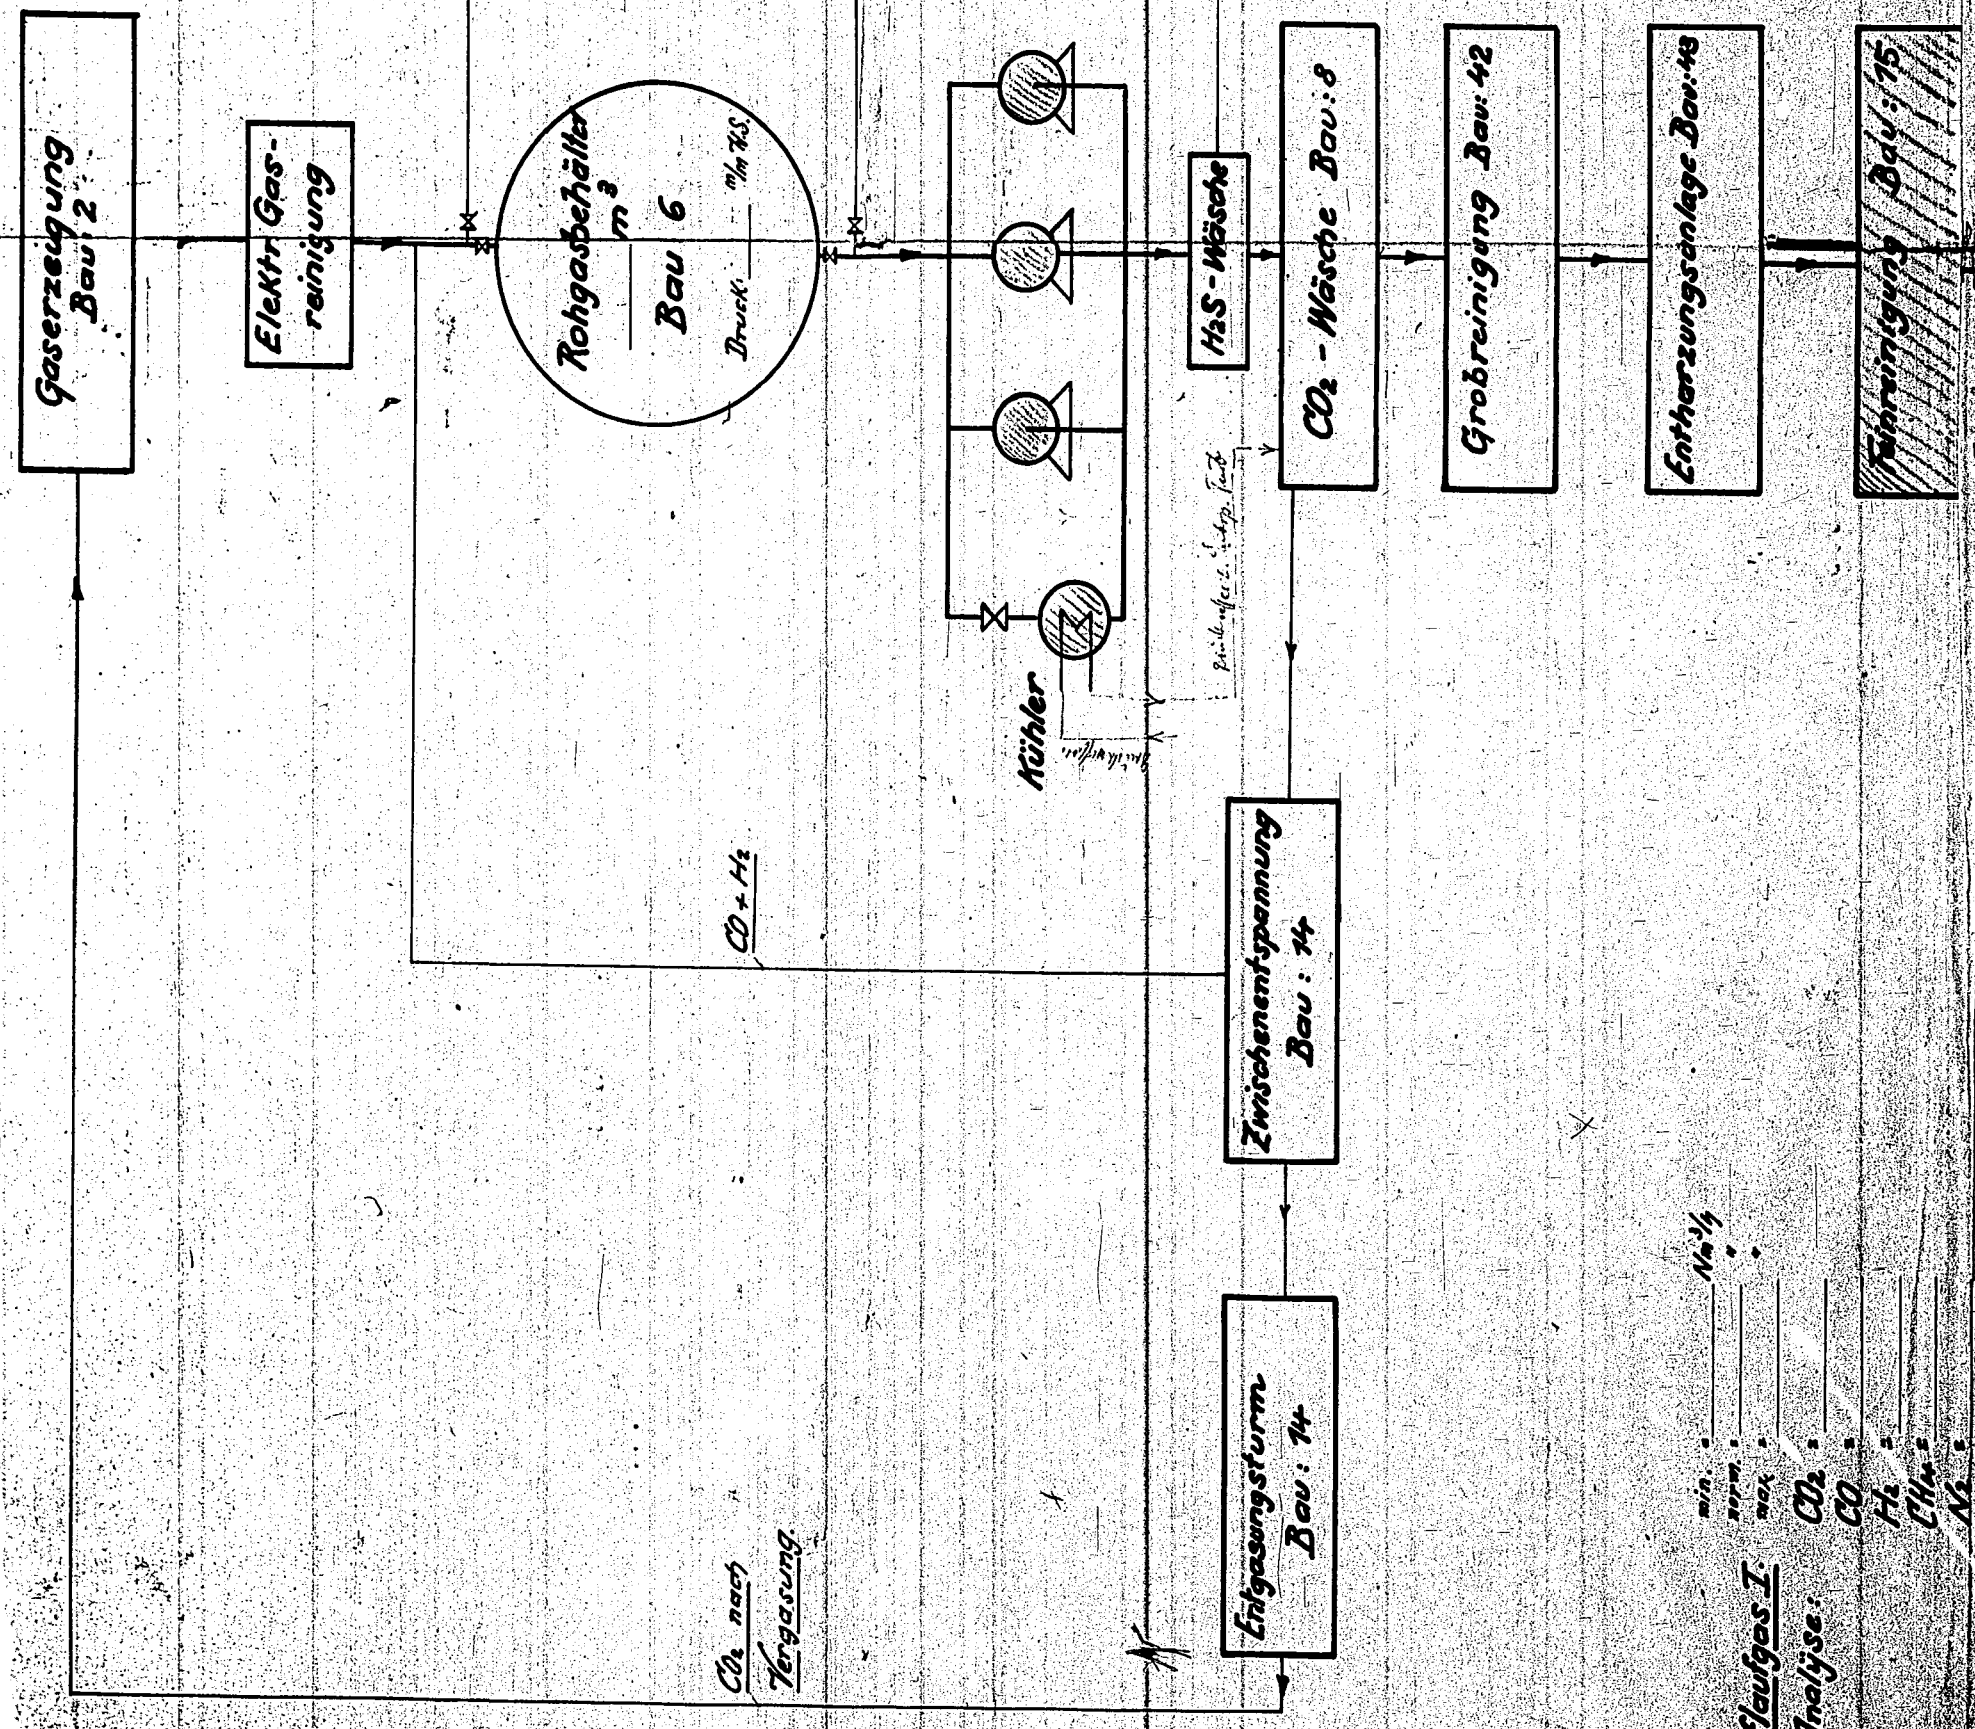 Gaserzeugung
Bau: 2
Elektr. Gas-
reinigung
Rohgasbehälter
m³
Bau 6
Druck: m/m W.S.
Kühler
H₂S-Wäsche
CO₂-Wäsche Bau: 8
Grobreinigung Bau: 42
Entharzungsanlage Bau: 43
Feinreinigung Bau: 15
CO + H₂
Zwischenentspannung
Bau: 14
Entgasungsturm
Bau: 14
CO₂ nach
Vergasung.
min. = Nm³/h
norm. = "
max. = "
CO₂ =
CO =
H₂ =
CH₄ =
N₂ =